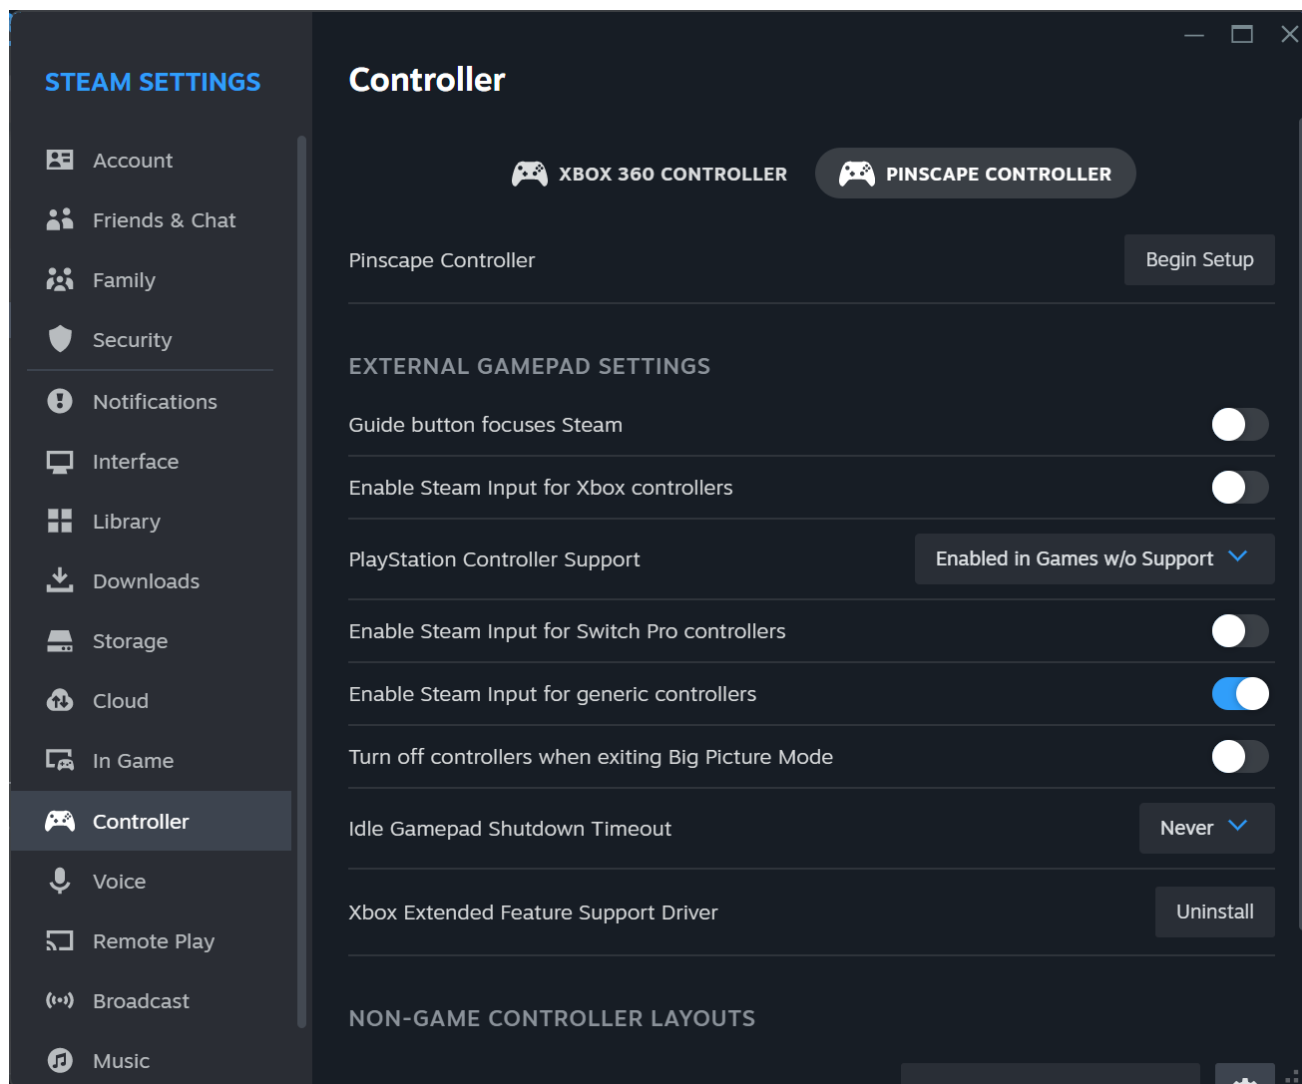 STEAM SETTINGS
Account
Friends & Chat
Family
Security
Notifications
Interface
Library
Downloads
Storage
Cloud
In Game
Controller
Voice
Remote Play
Broadcast
Music
Controller
XBOX 360 CONTROLLER
PINSCAPE CONTROLLER
Pinscape Controller
Begin Setup
EXTERNAL GAMEPAD SETTINGS
Guide button focuses Steam
Enable Steam Input for Xbox controllers
PlayStation Controller Support
Enabled in Games w/o Support
Enable Steam Input for Switch Pro controllers
Enable Steam Input for generic controllers
Turn off controllers when exiting Big Picture Mode
Idle Gamepad Shutdown Timeout
Never
Xbox Extended Feature Support Driver
Uninstall
NON-GAME CONTROLLER LAYOUTS